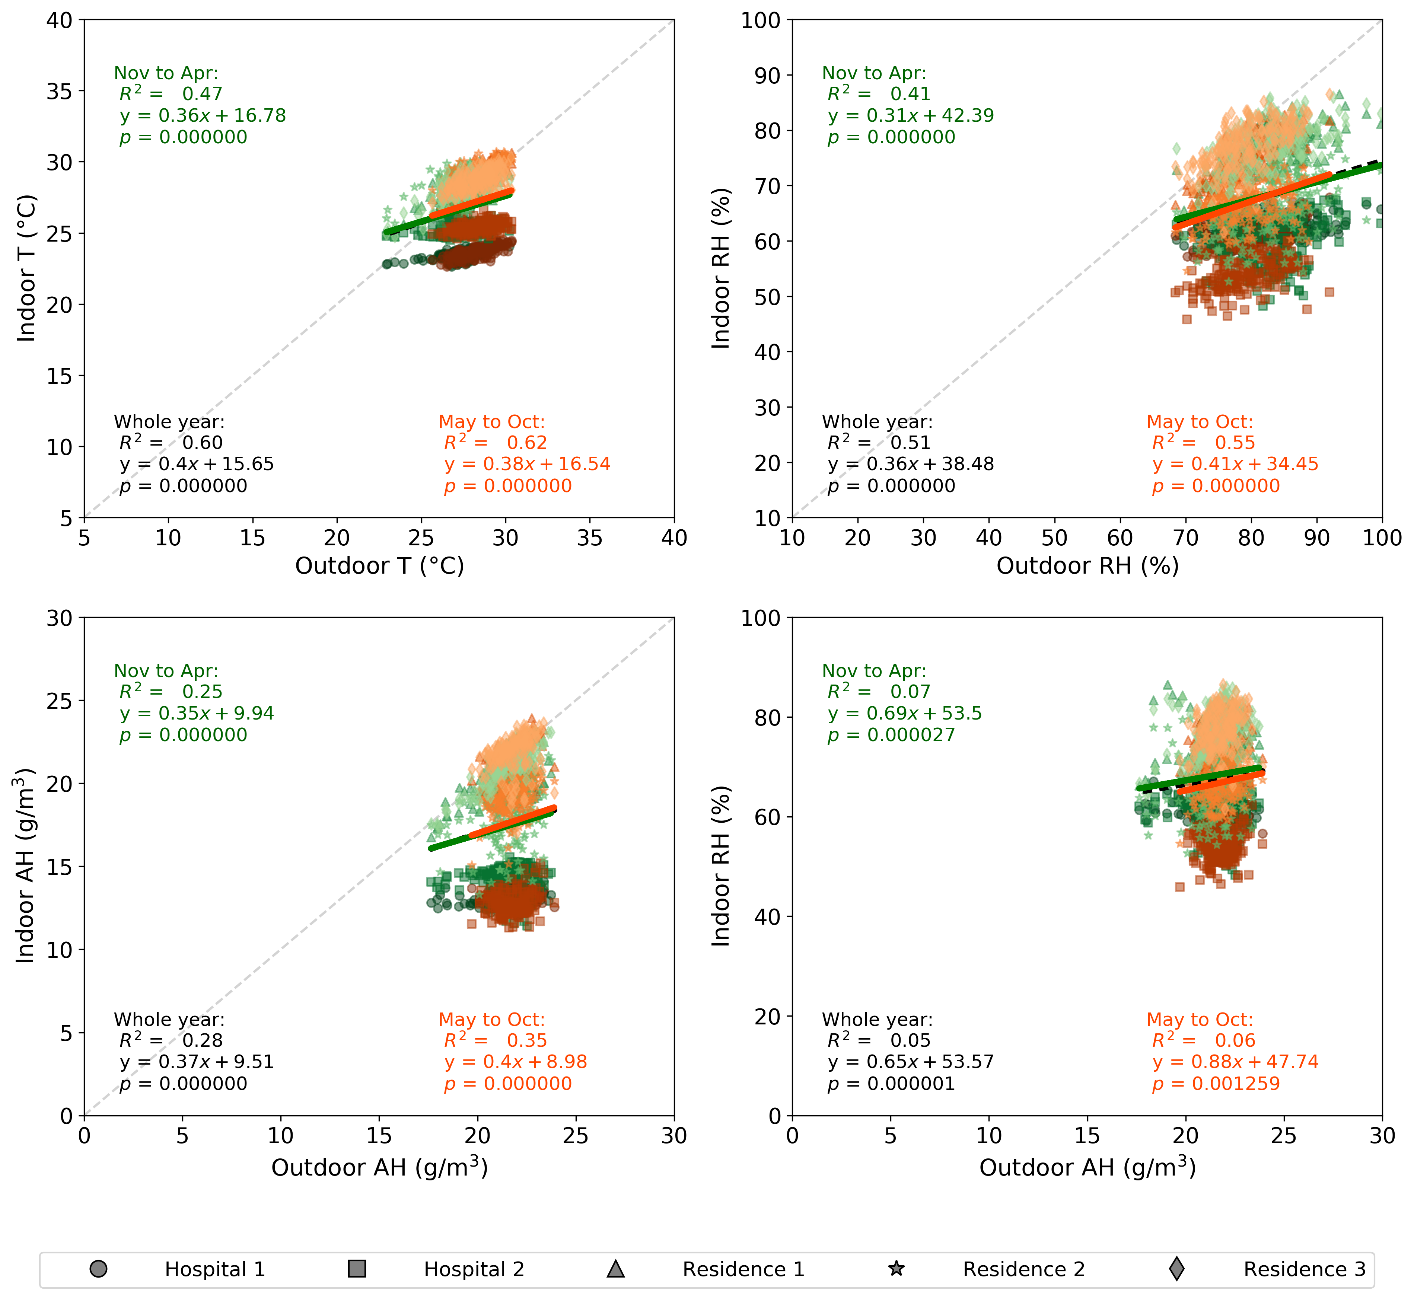 40
35
30
25
20
15
10
5
Indoor T (°C)
Nov to Apr:
R² = 0.47
y = 0.36x + 16.78
p = 0.000000
Whole year:
R² = 0.60
y = 0.4x + 15.65
p = 0.000000
May to Oct:
R² = 0.62
y = 0.38x + 16.54
p = 0.000000
5 10 15 20 25 30 35 40
Outdoor T (°C)
100
90
80
70
60
50
40
30
20
10
Indoor RH (%)
Nov to Apr:
R² = 0.41
y = 0.31x + 42.39
p = 0.000000
Whole year:
R² = 0.51
y = 0.36x + 38.48
p = 0.000000
May to Oct:
R² = 0.55
y = 0.41x + 34.45
p = 0.000000
10 20 30 40 50 60 70 80 90 100
Outdoor RH (%)
30
25
20
15
10
5
0
Indoor AH (g/m³)
Nov to Apr:
R² = 0.25
y = 0.35x + 9.94
p = 0.000000
Whole year:
R² = 0.28
y = 0.37x + 9.51
p = 0.000000
May to Oct:
R² = 0.35
y = 0.4x + 8.98
p = 0.000000
0 5 10 15 20 25 30
Outdoor AH (g/m³)
100
80
60
40
20
0
Indoor RH (%)
Nov to Apr:
R² = 0.07
y = 0.69x + 53.5
p = 0.000027
Whole year:
R² = 0.05
y = 0.65x + 53.57
p = 0.000001
May to Oct:
R² = 0.06
y = 0.88x + 47.74
p = 0.001259
0 5 10 15 20 25 30
Outdoor AH (g/m³)
Hospital 1 Hospital 2 Residence 1 Residence 2 Residence 3